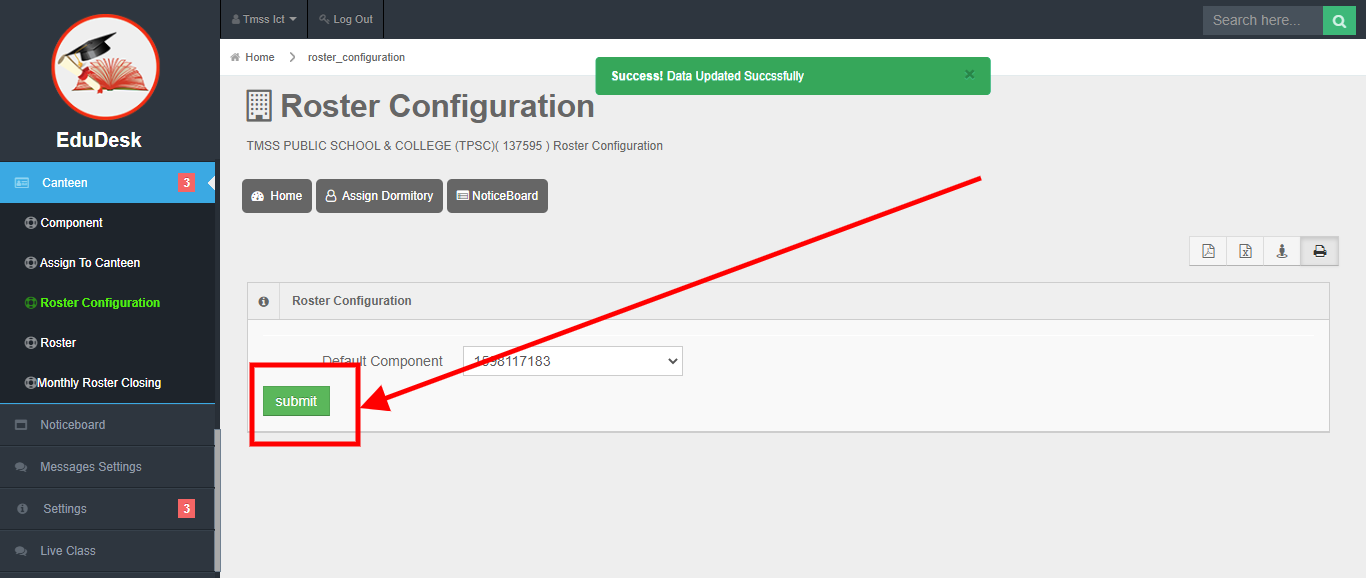 Tmss Ict
Log Out
Search here...
Home
roster_configuration
Success! Data Updated Succssfully
×
EduDesk
Roster Configuration
TMSS PUBLIC SCHOOL & COLLEGE (TPSC)( 137595 ) Roster Configuration
Canteen 3
Component
Assign To Canteen
Roster Configuration
Roster
Monthly Roster Closing
Noticeboard
Messages Settings
Settings 3
Live Class
Home
Assign Dormitory
NoticeBoard
Roster Configuration
Default Component
1598117183
submit